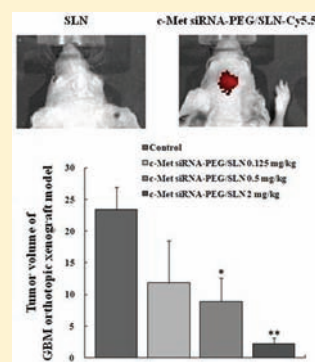 SLN
c-Met siRNA-PEG/SLN-Cy5.5
Control
c-Met siRNA-PEG/SLN 0.125 mg/kg
c-Met siRNA-PEG/SLN 0.5 mg/kg
c-Met siRNA-PEG/SLN 2 mg/kg
Tumor volume of
GBM orthotopic xenograft model
30
25
20
15
10
5
0
*
**